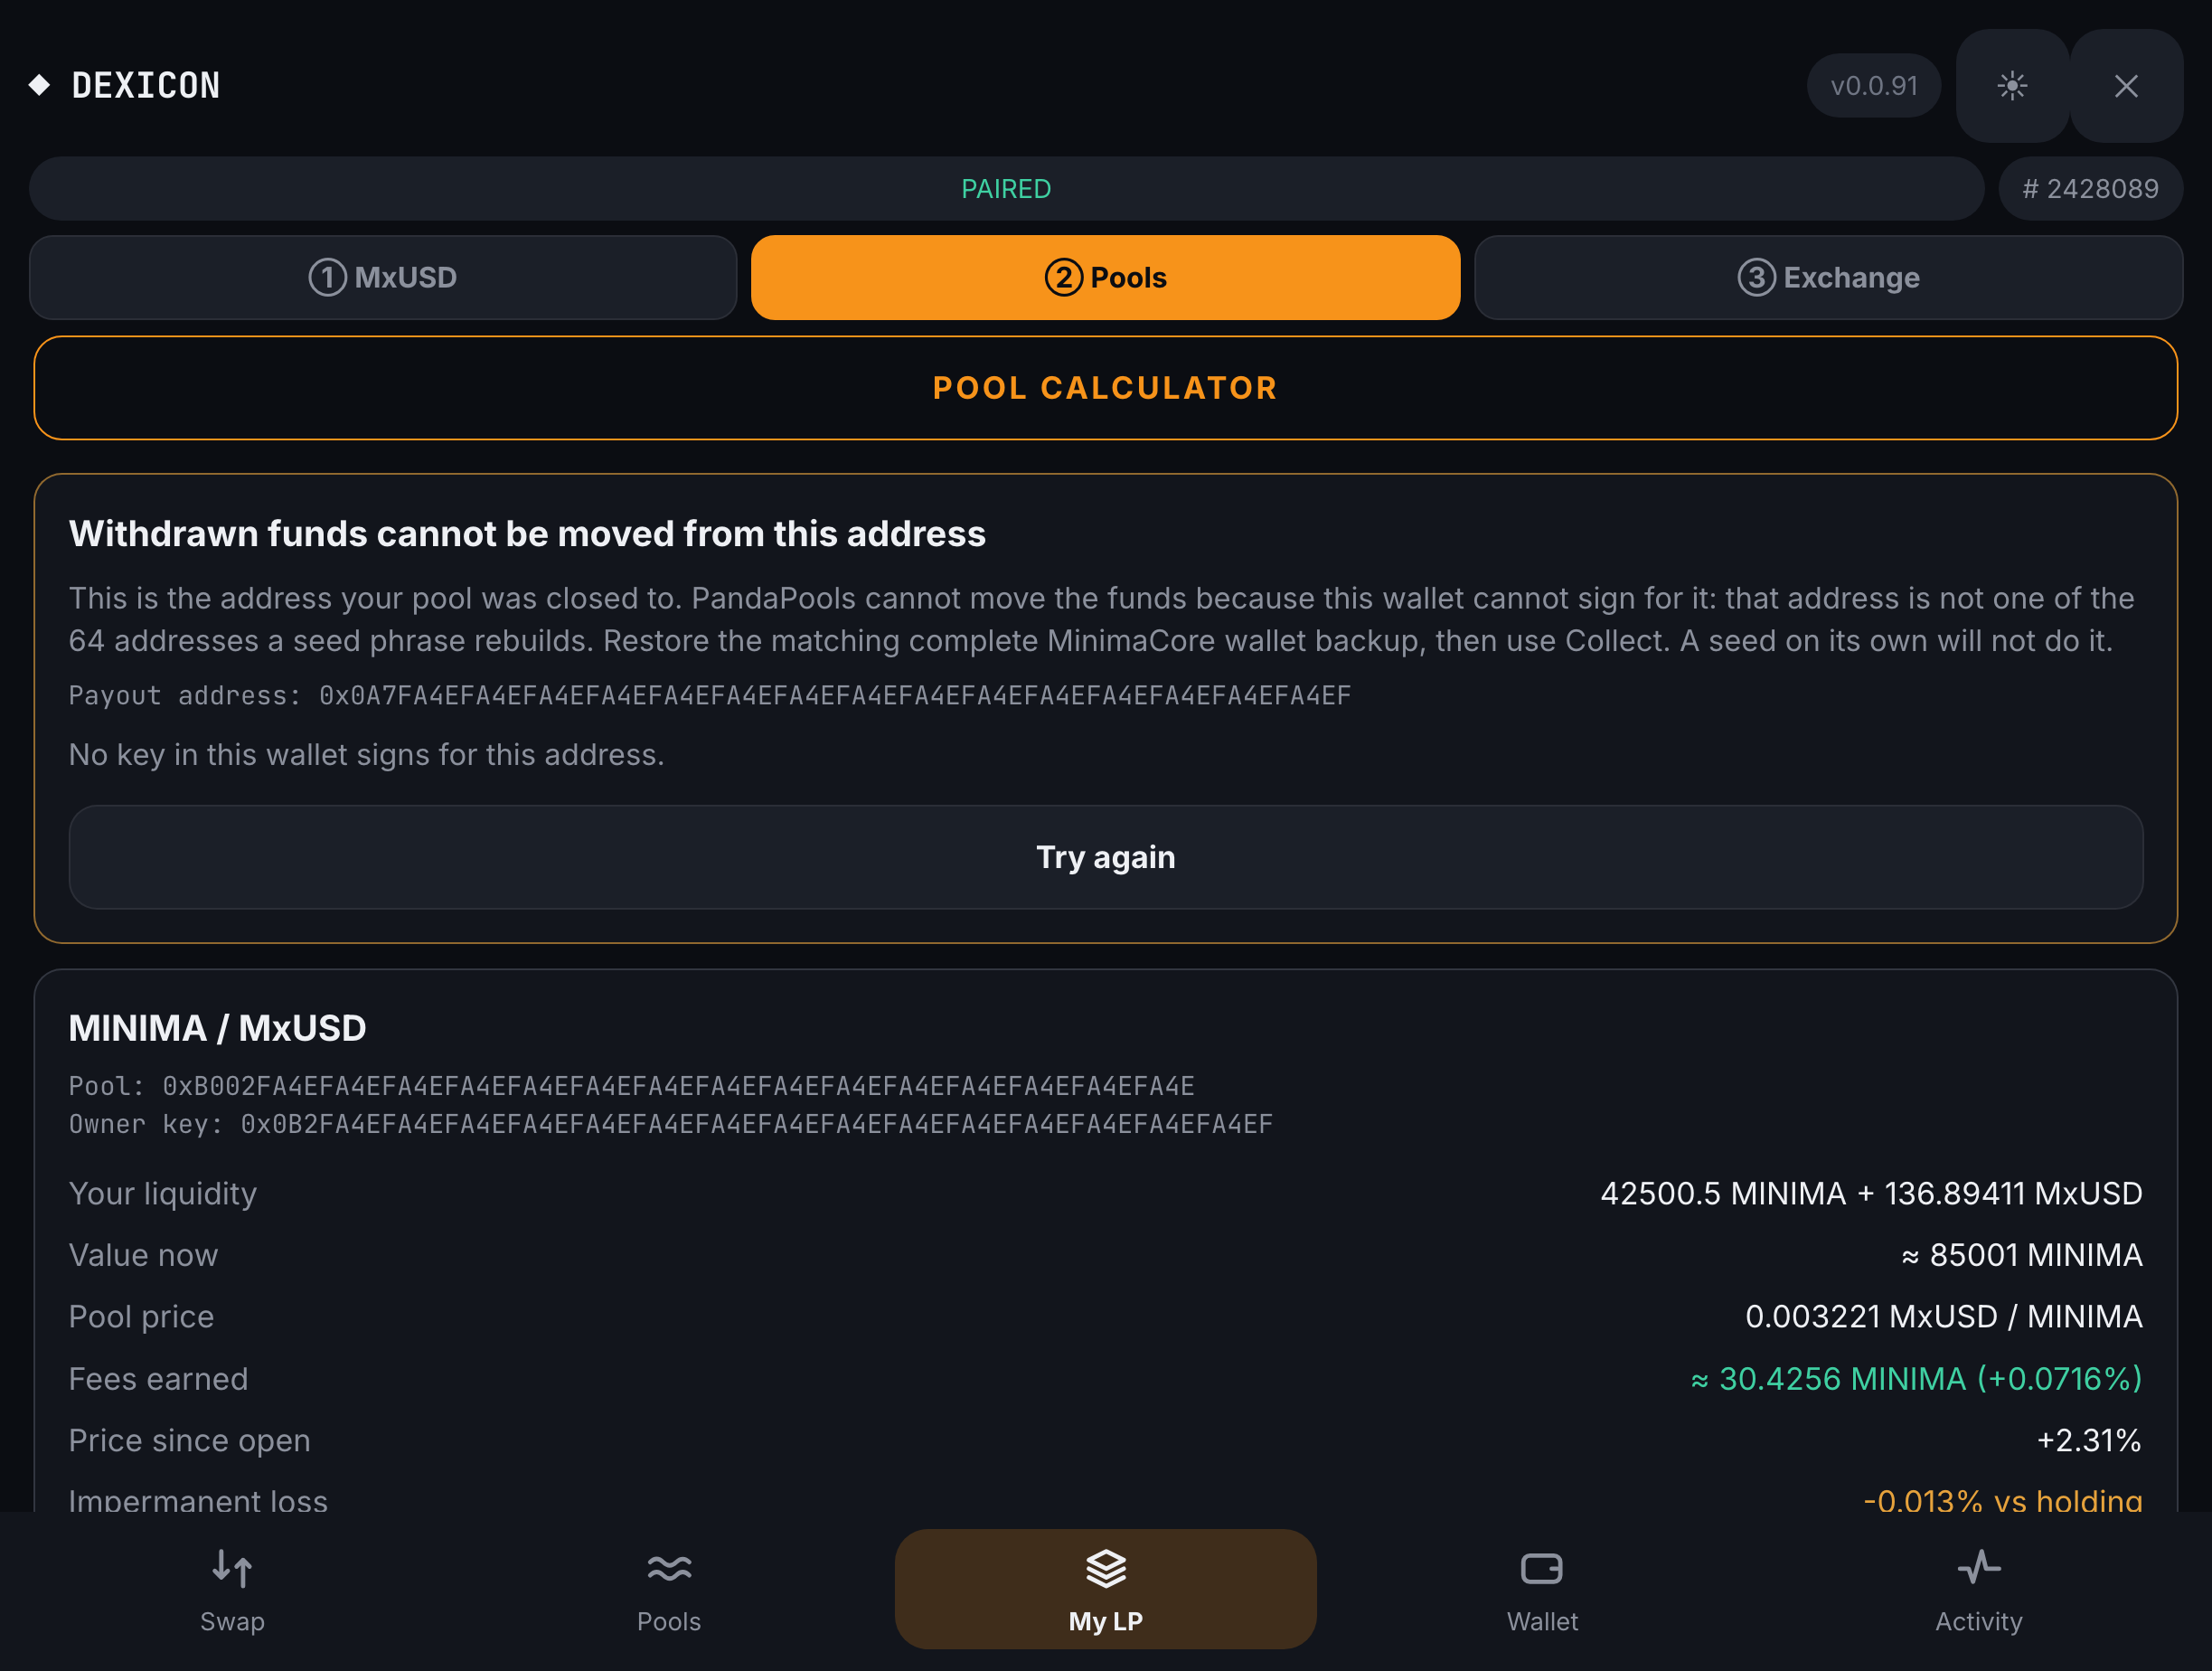 DEXICON
v0.0.91
PAIRED
# 2428089
1 MxUSD
2 Pools
3 Exchange
POOL CALCULATOR
Withdrawn funds cannot be moved from this address
This is the address your pool was closed to. PandaPools cannot move the funds because this wallet cannot sign for it: that address is not one of the
64 addresses a seed phrase rebuilds. Restore the matching complete MinimaCore wallet backup, then use Collect. A seed on its own will not do it.
Payout address: 0x0A7FA4EFA4EFA4EFA4EFA4EFA4EFA4EFA4EFA4EFA4EFA4EFA4EFA4EFA4EFA4EF
No key in this wallet signs for this address.
Try again
MINIMA / MxUSD
Pool: 0xB002FA4EFA4EFA4EFA4EFA4EFA4EFA4EFA4EFA4EFA4EFA4EFA4EFA4EFA4EFA4E
Owner key: 0x0B2FA4EFA4EFA4EFA4EFA4EFA4EFA4EFA4EFA4EFA4EFA4EFA4EFA4EFA4EFA4EF
Your liquidity 42500.5 MINIMA + 136.89411 MxUSD
Value now ≈ 85001 MINIMA
Pool price 0.003221 MxUSD / MINIMA
Fees earned ≈ 30.4256 MINIMA (+0.0716%)
Price since open +2.31%
Impermanent loss -0.013% vs holding
Swap
Pools
My LP
Wallet
Activity